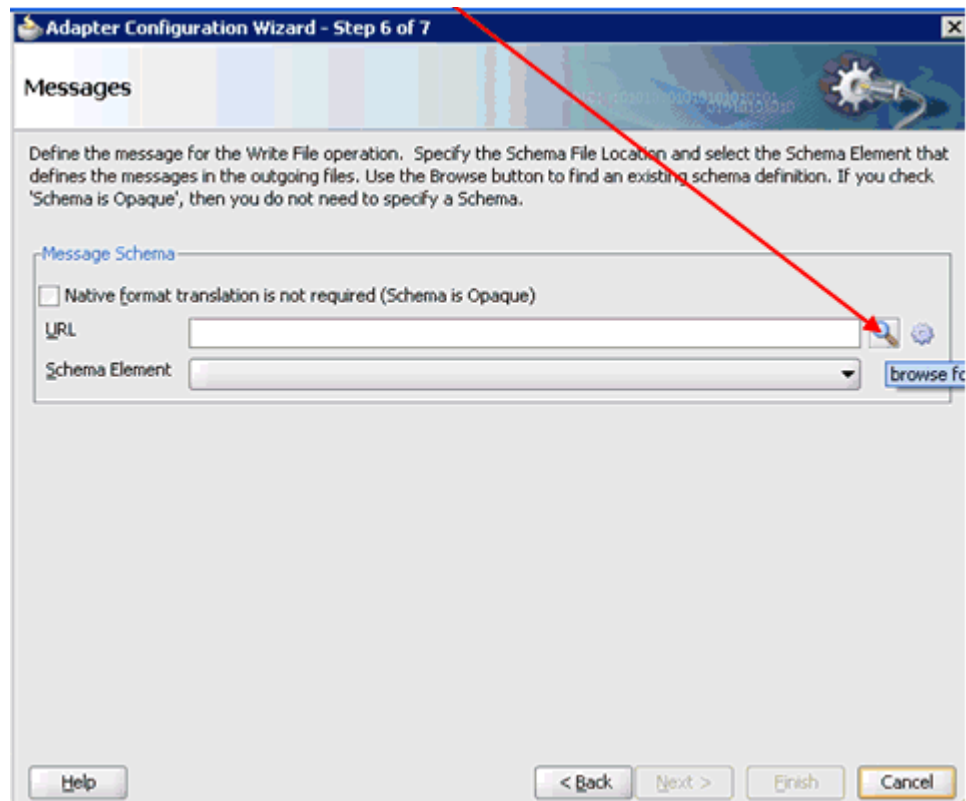 Adapter Configuration Wizard - Step 6 of 7
Messages
Define the message for the Write File operation. Specify the Schema File Location and select the Schema Element that
defines the messages in the outgoing files. Use the Browse button to find an existing schema definition. If you check
'Schema is Opaque', then you do not need to specify a Schema.
Message Schema
Native format translation is not required (Schema is Opaque)
URL
Schema Element
browse fo
Help
< Back
Next >
Finish
Cancel